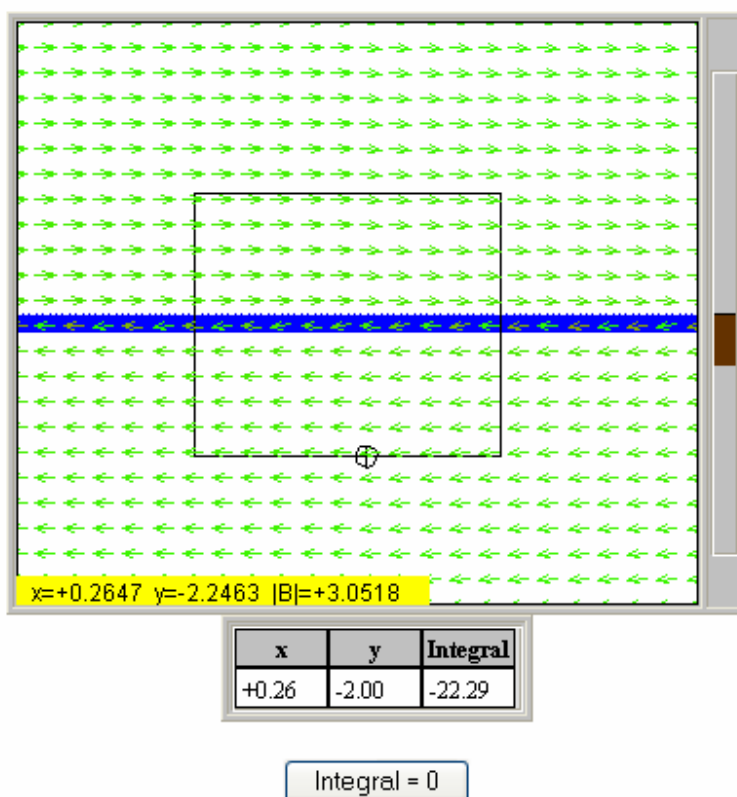 x=+0.2647 y=-2.2463 |B|=+3.0518
x y Integral
+0.26 -2.00 -22.29
Integral = 0